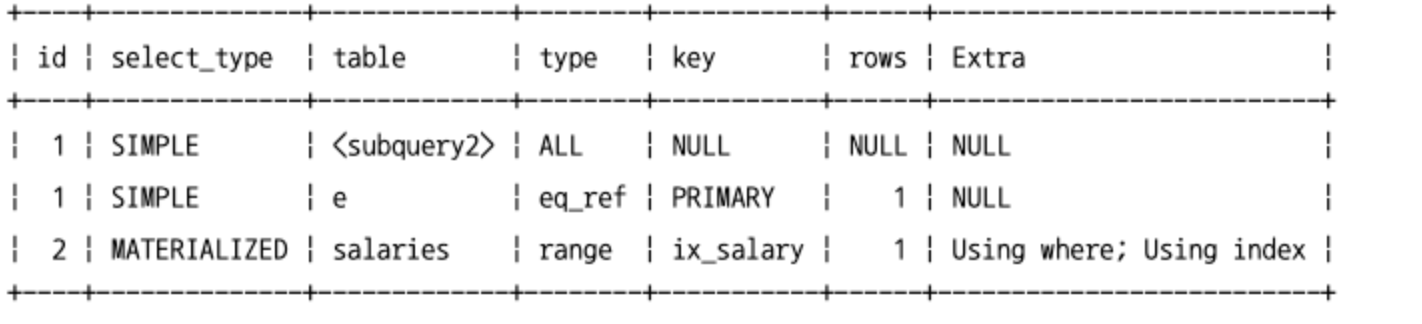 +----+--------------+-------------+--------+-----------+------+--------------------------+
¦ id ¦ select_type  ¦ table       ¦ type   ¦ key       ¦ rows ¦ Extra                    ¦
+----+--------------+-------------+--------+-----------+------+--------------------------+
¦  1 ¦ SIMPLE       ¦ <subquery2> ¦ ALL    ¦ NULL      ¦ NULL ¦ NULL                     ¦
¦  1 ¦ SIMPLE       ¦ e           ¦ eq_ref ¦ PRIMARY   ¦    1 ¦ NULL                     ¦
¦  2 ¦ MATERIALIZED ¦ salaries    ¦ range  ¦ ix_salary ¦    1 ¦ Using where; Using index ¦
+----+--------------+-------------+--------+-----------+------+--------------------------+